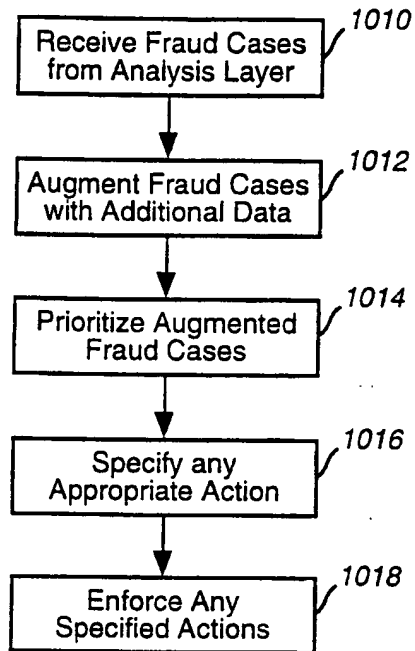 1010
Receive Fraud Cases
from Analysis Layer
1012
Augment Fraud Cases
with Additional Data
1014
Prioritize Augmented
Fraud Cases
1016
Specify any
Appropriate Action
1018
Enforce Any
Specified Actions